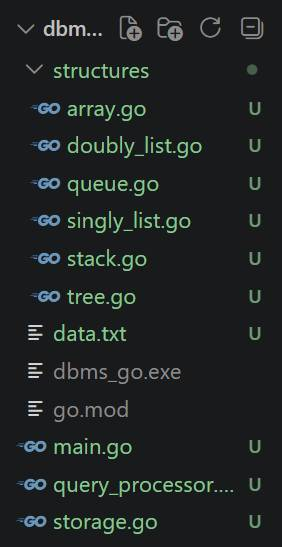 dbm...
structures
GO array.go U
GO doubly_list.go U
GO queue.go U
GO singly_list.go U
GO stack.go U
GO tree.go U
data.txt U
dbms_go.exe
go.mod
GO main.go U
GO query_processor.... U
GO storage.go U